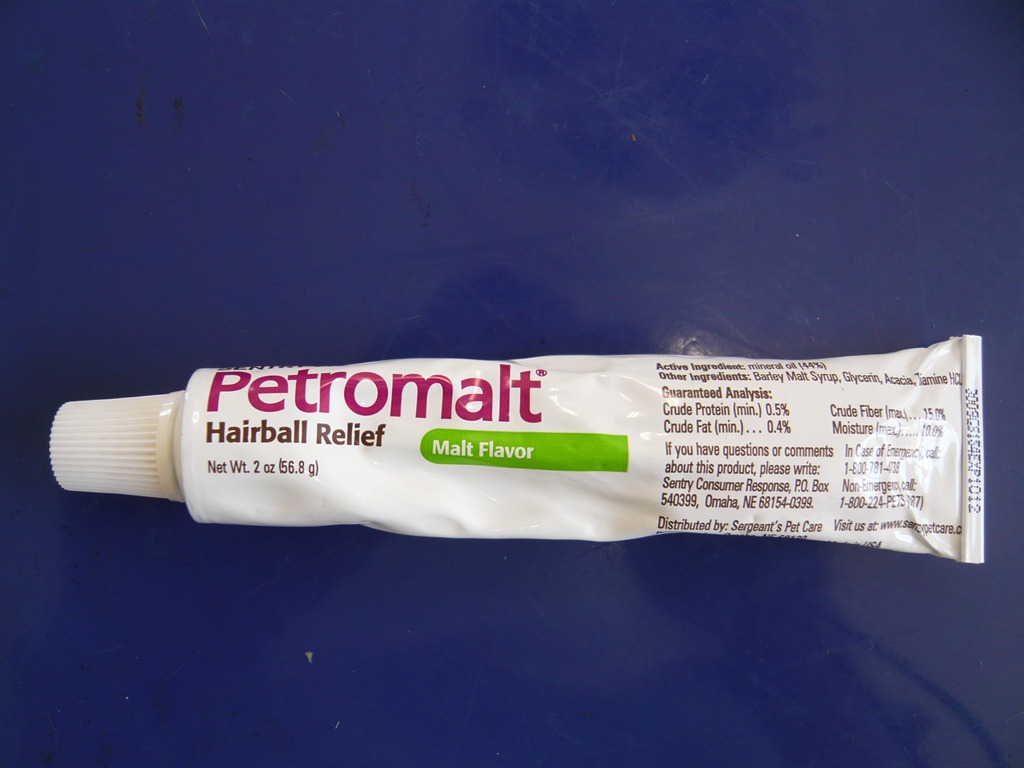 Petromalt®
Hairball Relief
Malt Flavor
Net Wt. 2 oz (56.8 g)
Active Ingredient: mineral oil (44%)
Other Ingredients: Barley Malt Syrup, Glycerin, Acacia,
Guaranteed Analysis:
Crude Protein (min.) 0.5%
Crude Fat (min.)... 0.4%
Crude Fiber (max.)... 15.0%
Moisture (max.)..... 10.0%
If you have questions or comments
about this product, please write:
Sentry Consumer Response, P.O. Box
540399, Omaha, NE 68154-0399.
In Case of Emergency, call:
Non-Emergency, call:
1-800-224-PETS
Distributed by: Sergeant's Pet Care
Visit us at: